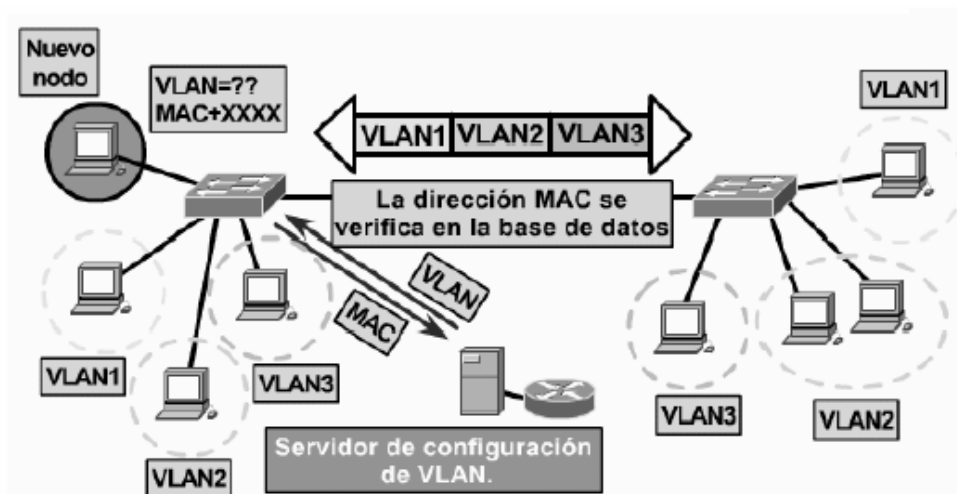 Nuevo
nodo
VLAN=??
MAC+XXXX
VLAN1 VLAN2 VLAN3
VLAN1
La dirección MAC se
verifica en la base de datos
VLAN
MAC
VLAN1
VLAN3
VLAN2
VLAN3
VLAN2
Servidor de configuración
de VLAN.